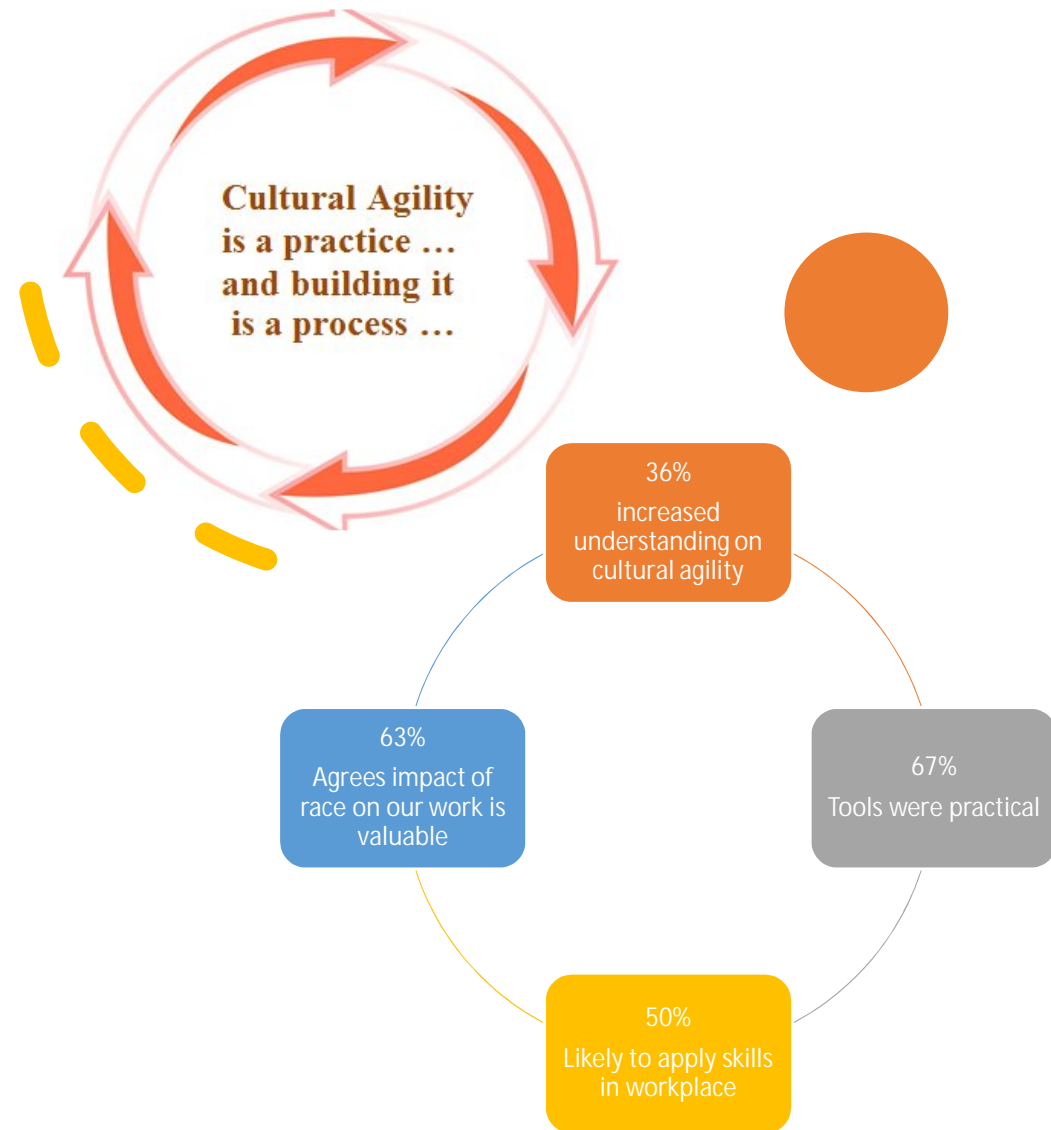 Cultural Agility
is a practice ...
and building it
is a process ...
36%
increased
understanding on
cultural agility
63%
Agrees impact of
race on our work is
valuable
67%
Tools were practical
50%
Likely to apply skills
in workplace